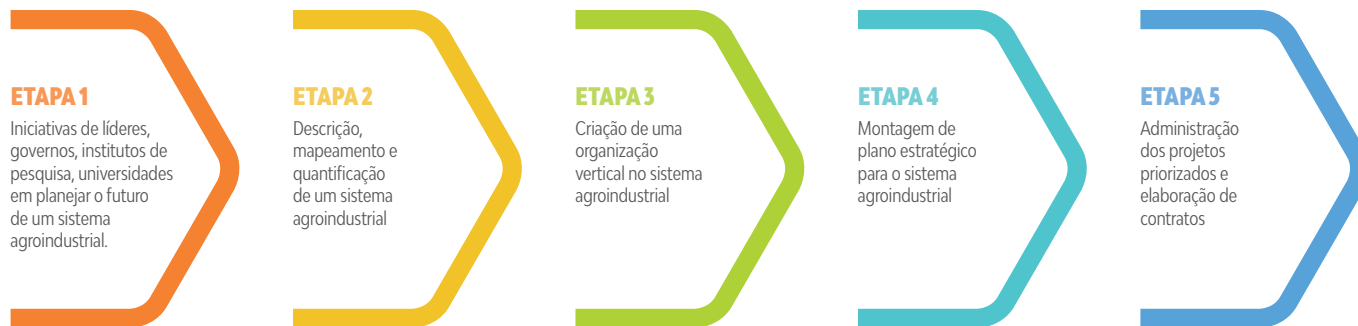 ETAPA 1
Iniciativas de líderes,
governos, institutos de
pesquisa, universidades
em planejar o futuro
de um sistema
agroindustrial.
ETAPA 2
Descrição,
mapeamento e
quantificação
de um sistema
agroindustrial
ETAPA 3
Criação de uma
organização
vertical no sistema
agroindustrial
ETAPA 4
Montagem de
plano estratégico
para o sistema
agroindustrial
ETAPA 5
Administração
dos projetos
priorizados e
elaboração de
contratos